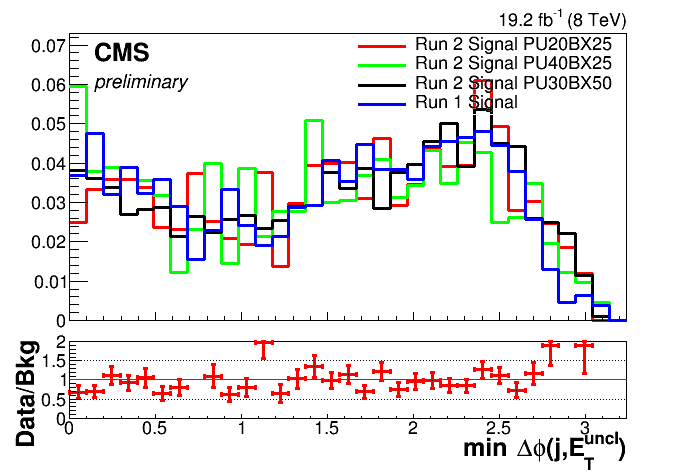 19.2 fb⁻¹ (8 TeV)
CMS
preliminary
Run 2 Signal PU20BX25
Run 2 Signal PU40BX25
Run 2 Signal PU30BX50
Run 1 Signal
0.07
0.06
0.05
0.04
0.03
0.02
0.01
0
Data/Bkg
2
1.5
1
0.5
0
0 0.5 1 1.5 2 2.5 3
min Δϕ(j,E_T^uncl)